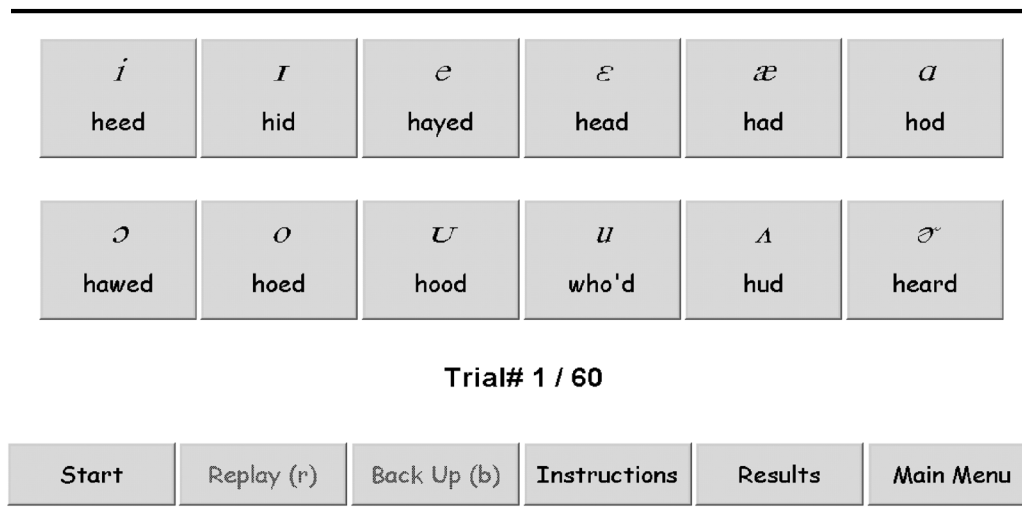 i ɪ e ɛ æ a
heed hid hayed head had hod
ɔ o ʊ u ʌ ɚ
hawed hoed hood who'd hud heard
Trial# 1 / 60
Start Replay (r) Back Up (b) Instructions Results Main Menu